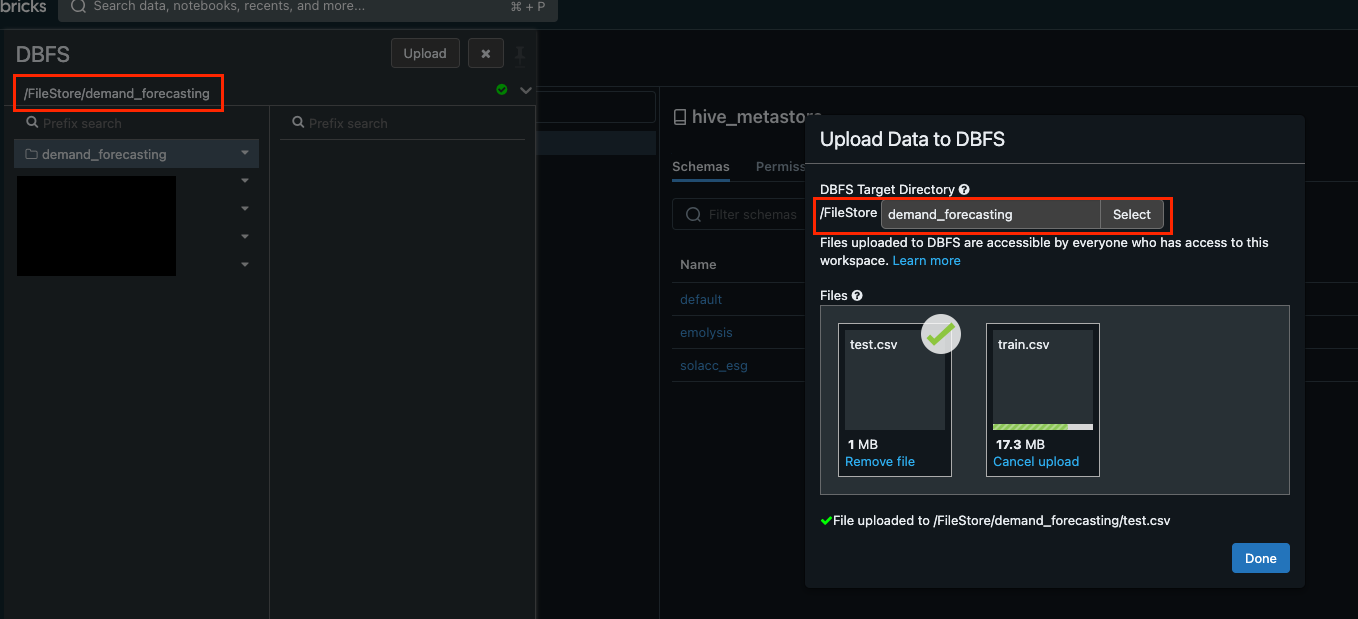 bricks
Search data, notebooks, recents, and more...
⌘ + P
DBFS
Upload
/FileStore/demand_forecasting
Prefix search
Prefix search
demand_forecasting
hive_metastore
Schemas
Permiss
Filter schemas
Name
default
emolysis
solacc_esg
Upload Data to DBFS
DBFS Target Directory
/FileStore
demand_forecasting
Select
Files uploaded to DBFS are accessible by everyone who has access to this
workspace. Learn more
Files
test.csv
1 MB
Remove file
train.csv
17.3 MB
Cancel upload
File uploaded to /FileStore/demand_forecasting/test.csv
Done